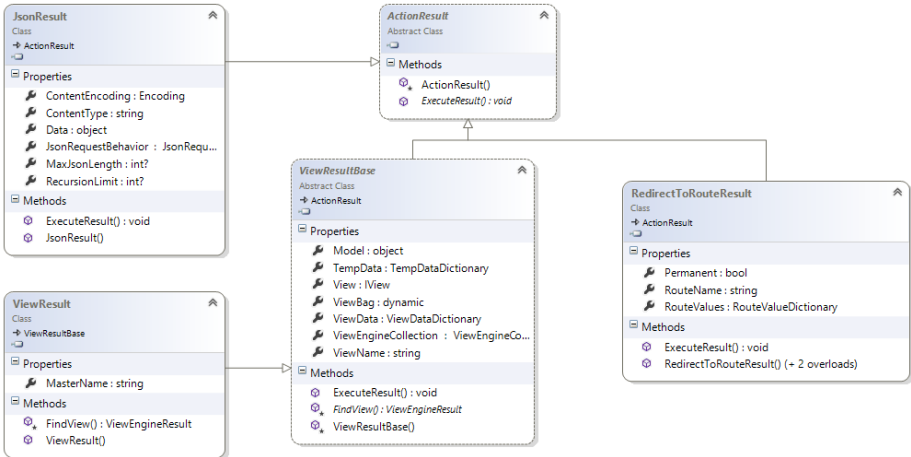 JsonResult
Class
ActionResult
Properties
ContentEncoding : Encoding
ContentType : string
Data : object
JsonRequestBehavior : JsonRequ...
MaxJsonLength : int?
RecursionLimit : int?
Methods
ExecuteResult() : void
JsonResult()
ActionResult
Abstract Class
Methods
ActionResult()
ExecuteResult() : void
ViewResultBase
Abstract Class
ActionResult
Properties
Model : object
TempData : TempDataDictionary
View : IView
ViewBag : dynamic
ViewData : ViewDataDictionary
ViewEngineCollection : ViewEngineCo...
ViewName : string
Methods
ExecuteResult() : void
FindView() : ViewEngineResult
ViewResultBase()
RedirectToRouteResult
Class
ActionResult
Properties
Permanent : bool
RouteName : string
RouteValues : RouteValueDictionary
Methods
ExecuteResult() : void
RedirectToRouteResult() (+ 2 overloads)
ViewResult
Class
ViewResultBase
Properties
MasterName : string
Methods
FindView() : ViewEngineResult
ViewResult()